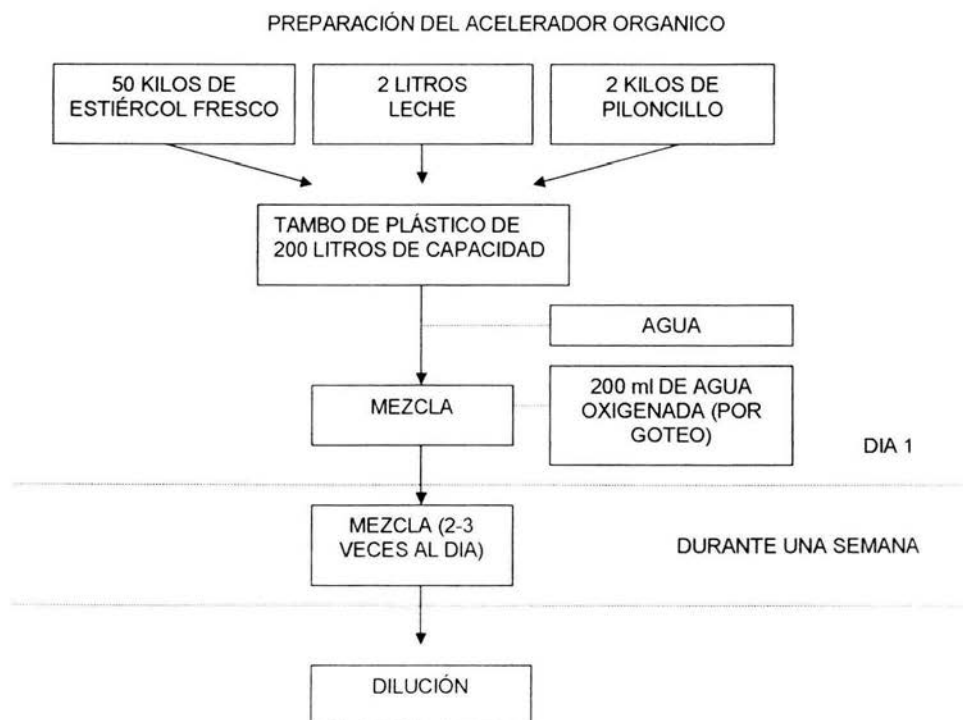 PREPARACIÓN DEL ACELERADOR ORGANICO
50 KILOS DE
ESTIÉRCOL FRESCO
2 LITROS
LECHE
2 KILOS DE
PILONCILLO
TAMBO DE PLÁSTICO DE
200 LITROS DE CAPACIDAD
AGUA
MEZCLA
200 ml DE AGUA
OXIGENADA (POR
GOTEO)
DIA 1
MEZCLA (2-3
VECES AL DIA)
DURANTE UNA SEMANA
DILUCIÓN